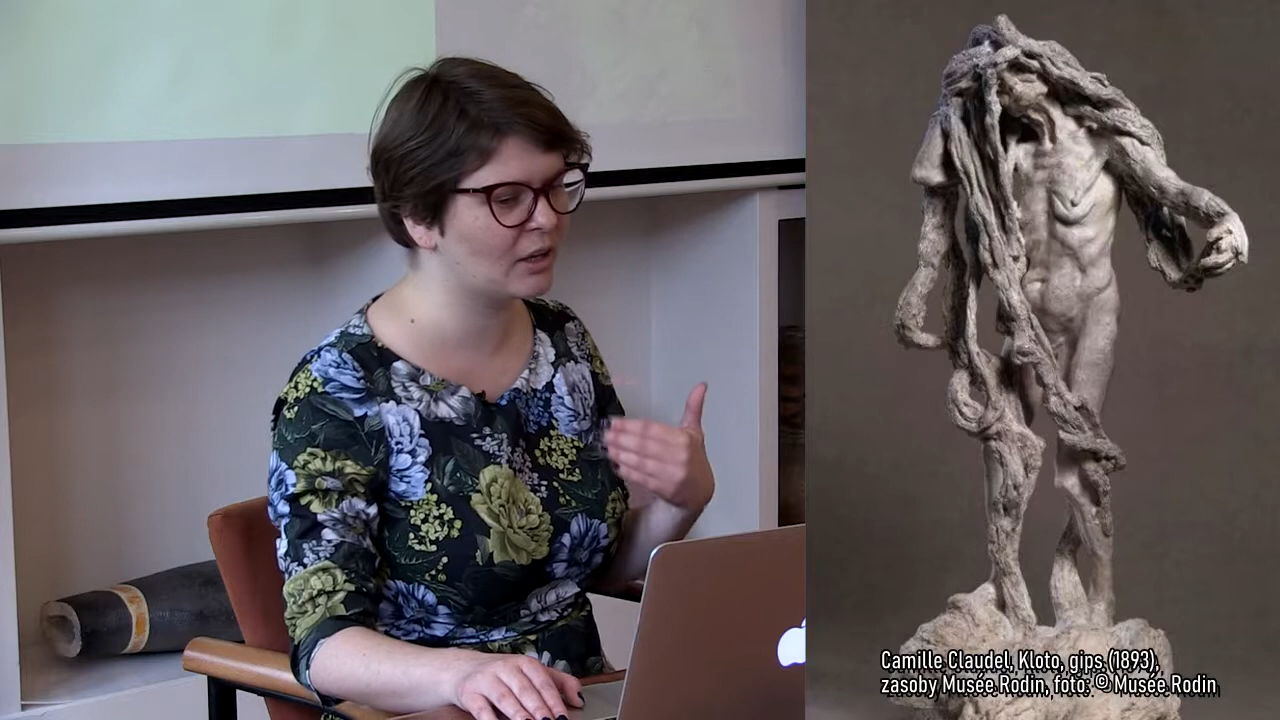 Camille Claudel, Kloto, gips (1893),
zasoby Musée Rodin, foto: © Musée Rodin